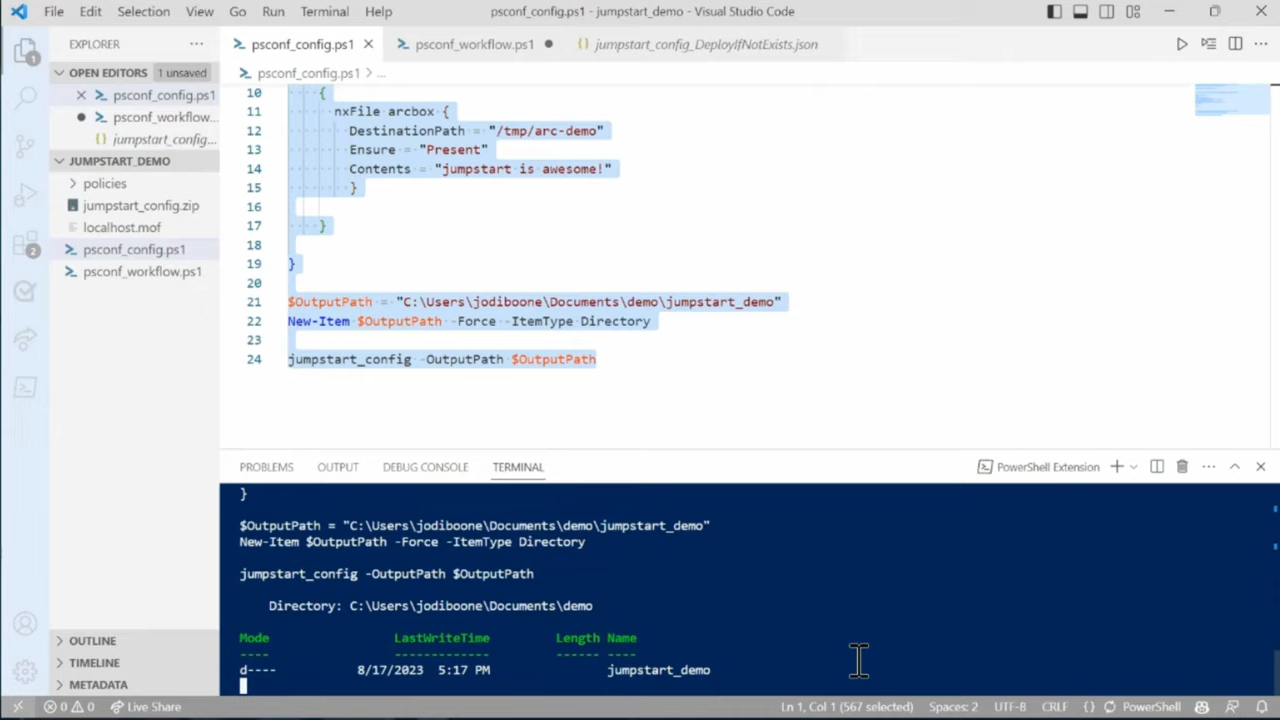 File Edit Selection View Go Run Terminal Help psconf_config.ps1 - jumpstart_demo - Visual Studio Code
EXPLORER
psconf_config.ps1 psconf_workflow.ps1 jumpstart_config_DeployIfNotExists.json
OPEN EDITORS 1 unsaved
psconf_config.ps1 > ...
psconf_config.ps1
psconf_workflow...
jumpstart_config...
JUMPSTART_DEMO
policies
jumpstart_config.zip
localhost.mof
psconf_config.ps1
psconf_workflow.ps1
1
2
10 {
11 nxFile arcbox {
12 DestinationPath = "/tmp/arc-demo"
13 Ensure = "Present"
14 Contents = "jumpstart is awesome!"
15 }
16
17 }
18
19 }
20
21 $OutputPath = "C:\Users\jodiboone\Documents\demo\jumpstart_demo"
22 New-Item $OutputPath -Force -ItemType Directory
23
24 jumpstart_config -OutputPath $OutputPath
PROBLEMS OUTPUT DEBUG CONSOLE TERMINAL PowerShell Extension
}
$OutputPath = "C:\Users\jodiboone\Documents\demo\jumpstart_demo"
New-Item $OutputPath -Force -ItemType Directory
jumpstart_config -OutputPath $OutputPath
Directory: C:\Users\jodiboone\Documents\demo
Mode LastWriteTime Length Name
---- ------------- ------ ----
d---- 8/17/2023 5:17 PM jumpstart_demo
OUTLINE
TIMELINE
METADATA
0 0 Live Share Ln 1, Col 1 (567 selected) Spaces: 2 UTF-8 CRLF {} PowerShell